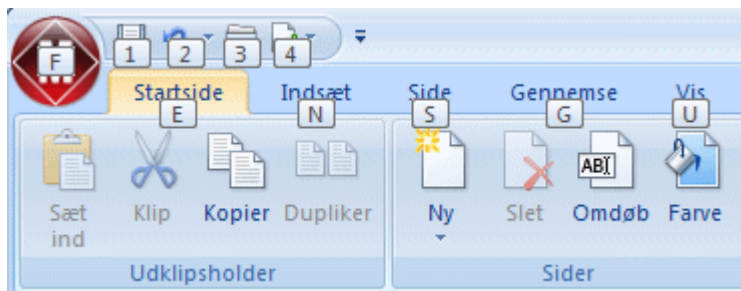 F 1 2 3 4
Startside Indsæt Side Gennemse Vis
E N S G U
Sæt ind Klip Kopier Dupliker Ny Slet Omdøb Farve
AB
Udklipsholder Sider